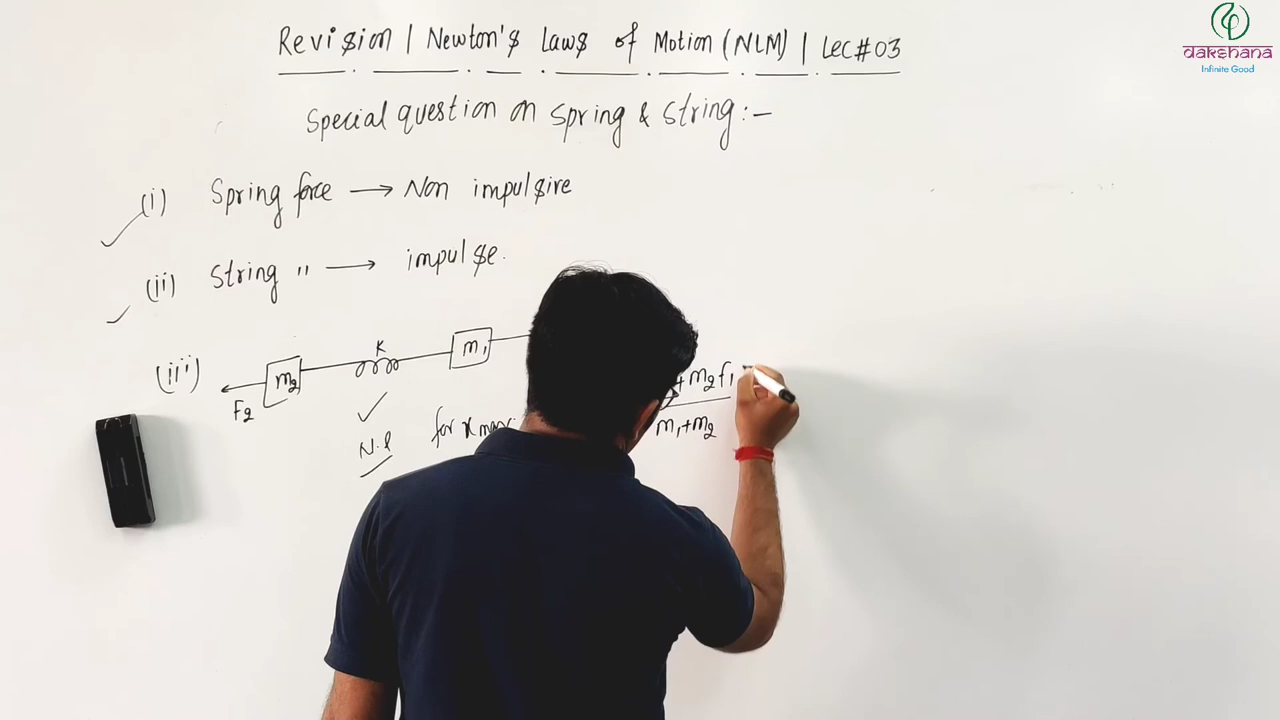 Revision | Newton's Laws of Motion (NLM) | Lec#03
dakshana
Infinite Good
Special question on Spring & String :-
(i) Spring force → Non impulsive
(ii) String " → impulse.
(iii) F2 m2 K m1
+m2f1
m1+m2
N.I for x max